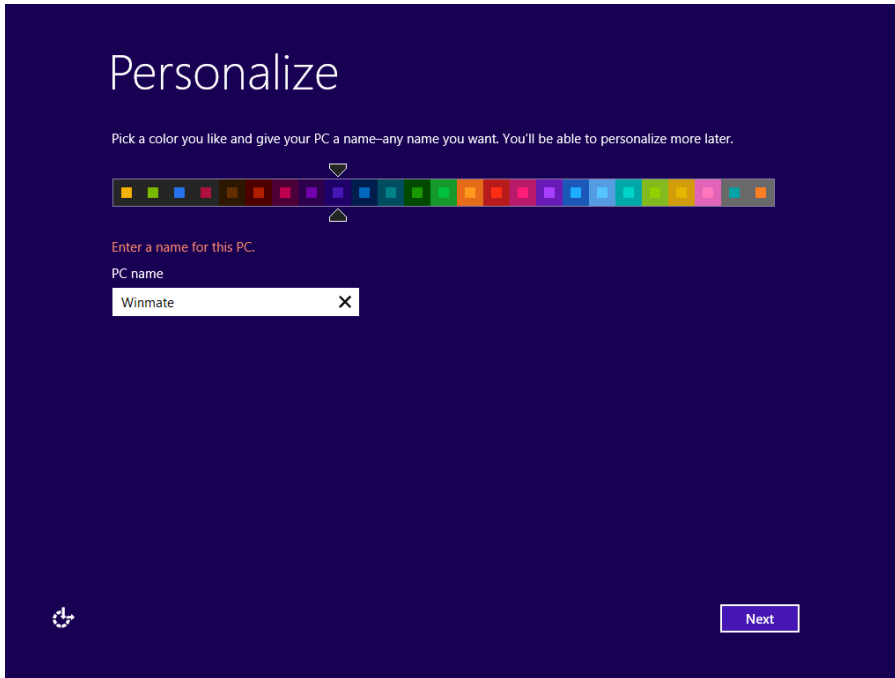 Personalize
Pick a color you like and give your PC a name–any name you want. You'll be able to personalize more later.
Enter a name for this PC.
PC name
Winmate
Next